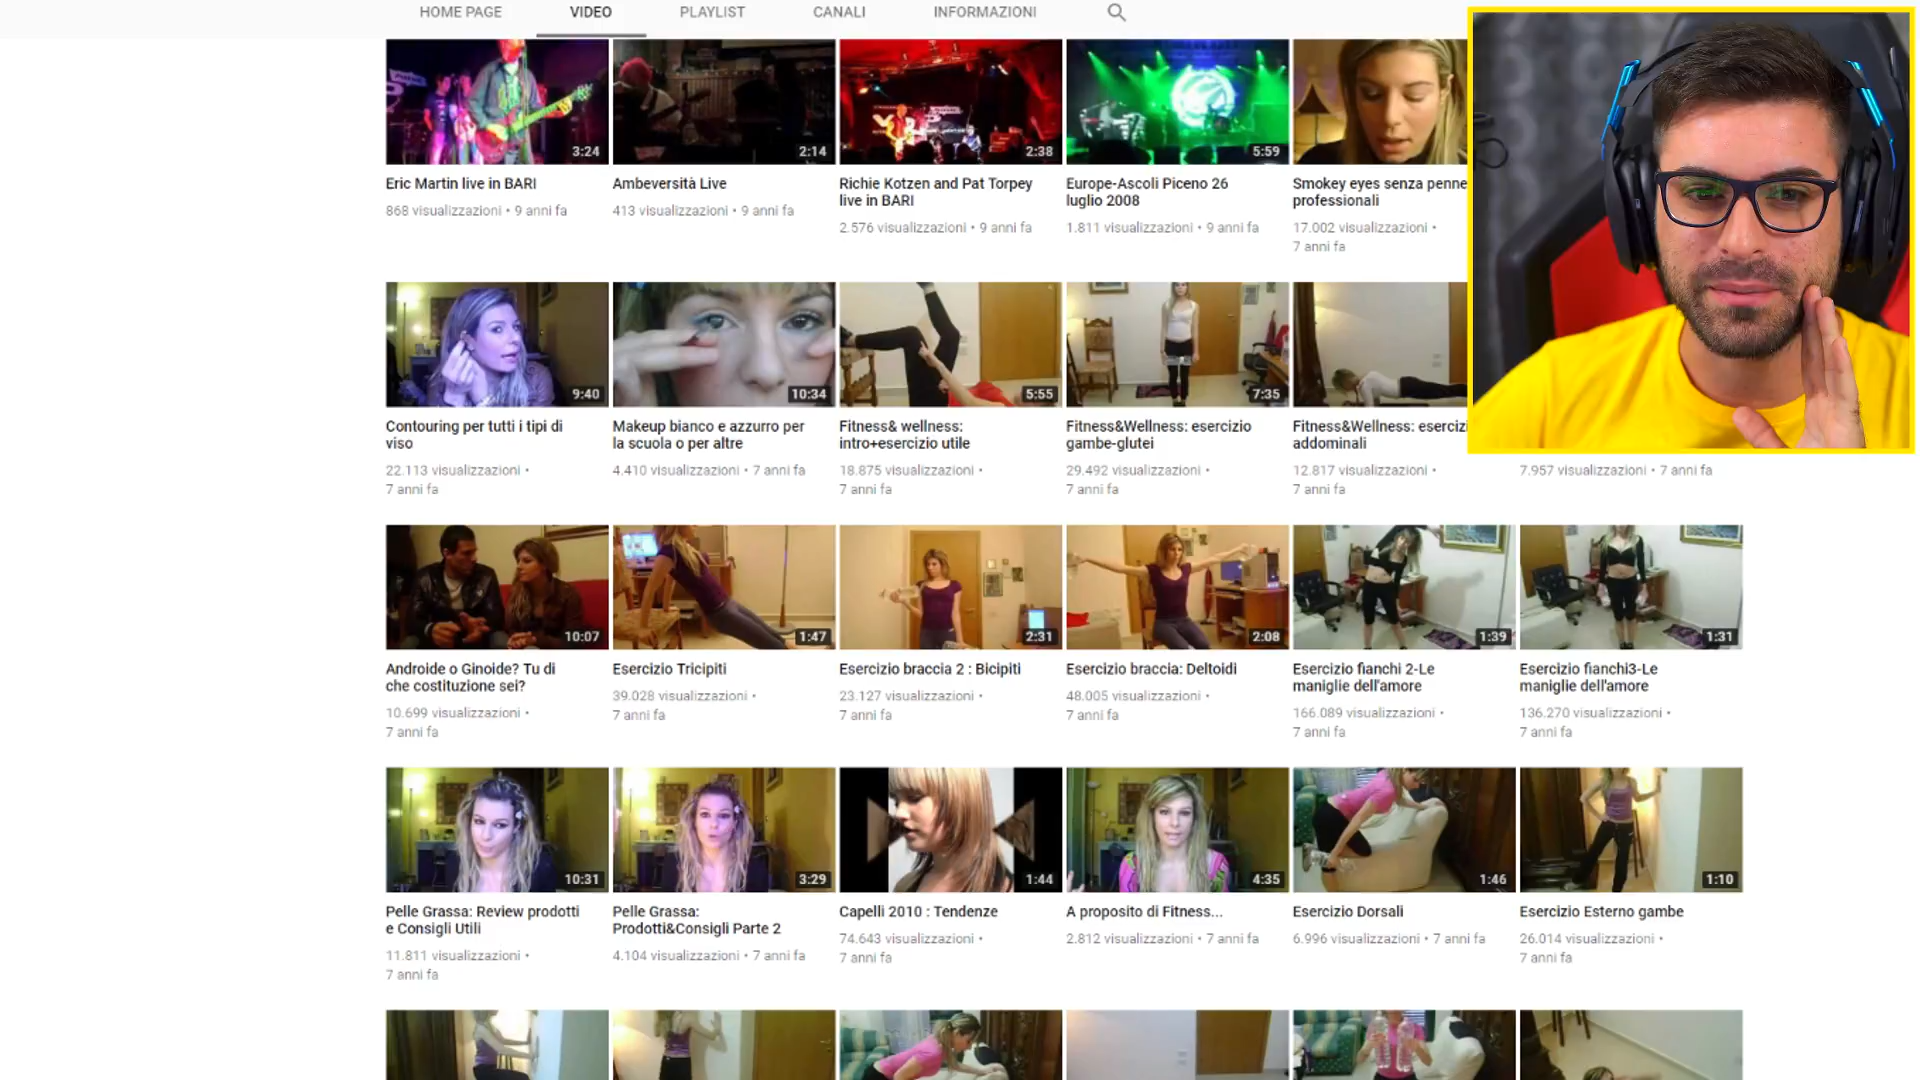 HOME PAGE VIDEO PLAYLIST CANALI INFORMAZIONI
3:24 2:14 2:38 5:59
Eric Martin live in BARI
868 visualizzazioni • 9 anni fa
Ambeversità Live
413 visualizzazioni • 9 anni fa
Richie Kotzen and Pat Torpey
live in BARI
2.576 visualizzazioni • 9 anni fa
Europe-Ascoli Piceno 26
luglio 2008
1.811 visualizzazioni • 9 anni fa
Smokey eyes senza penne
professionali
17.002 visualizzazioni •
7 anni fa
9:40 10:34 5:55 7:35
Contouring per tutti i tipi di
viso
22.113 visualizzazioni •
7 anni fa
Makeup bianco e azzurro per
la scuola o per altre
4.410 visualizzazioni • 7 anni fa
Fitness& wellness:
intro+esercizio utile
18.875 visualizzazioni •
7 anni fa
Fitness&Wellness: esercizio
gambe-glutei
29.492 visualizzazioni •
7 anni fa
Fitness&Wellness: eserciz
addominali
12.817 visualizzazioni •
7 anni fa
7.957 visualizzazioni • 7 anni fa
10:07 1:47 2:31 2:08 1:39 1:31
Androide o Ginoide? Tu di
che costituzione sei?
10.699 visualizzazioni •
7 anni fa
Esercizio Tricipiti
39.028 visualizzazioni •
7 anni fa
Esercizio braccia 2 : Bicipiti
23.127 visualizzazioni •
7 anni fa
Esercizio braccia: Deltoidi
48.005 visualizzazioni •
7 anni fa
Esercizio fianchi 2-Le
maniglie dell'amore
166.089 visualizzazioni •
7 anni fa
Esercizio fianchi3-Le
maniglie dell'amore
136.270 visualizzazioni •
7 anni fa
10:31 3:29 1:44 4:35 1:46 1:10
Pelle Grassa: Review prodotti
e Consigli Utili
11.811 visualizzazioni •
7 anni fa
Pelle Grassa:
Prodotti&Consigli Parte 2
4.104 visualizzazioni • 7 anni fa
Capelli 2010 : Tendenze
74.643 visualizzazioni •
7 anni fa
A proposito di Fitness...
2.812 visualizzazioni • 7 anni fa
Esercizio Dorsali
6.996 visualizzazioni • 7 anni fa
Esercizio Esterno gambe
26.014 visualizzazioni •
7 anni fa